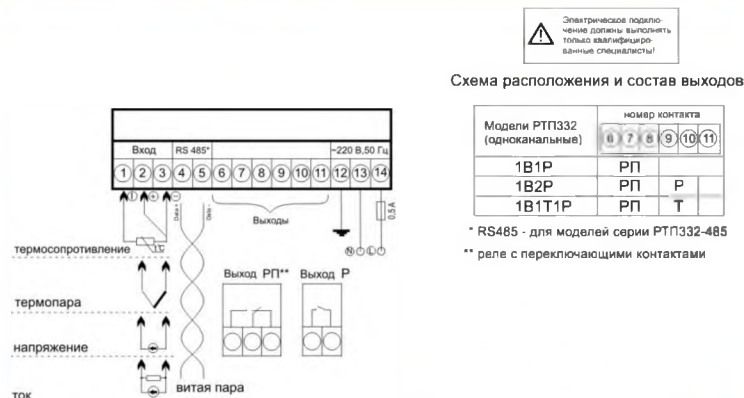 Электрическое подклю-
чение должны выполнять
только квалифициро-
ванные специалисты!
Схема расположения и состав выходов
Модели РТП332
(одноканальные)
номер контакта
6 7 8 9 10 11
1В1Р РП
1В2Р РП Р
1В1Т1Р РП Т
* RS485 - для моделей серии РТП332-485
** реле с переключающими контактами
Вход RS 485* ~220 В,50 Гц
1 2 3 4 5 6 7 8 9 10 11 12 13 14
Data +
Data -
Выходы
0,5 А
N L
t°C
термосопротивление
Выход РП** Выход Р
термопара
напряжение
витая пара
ток